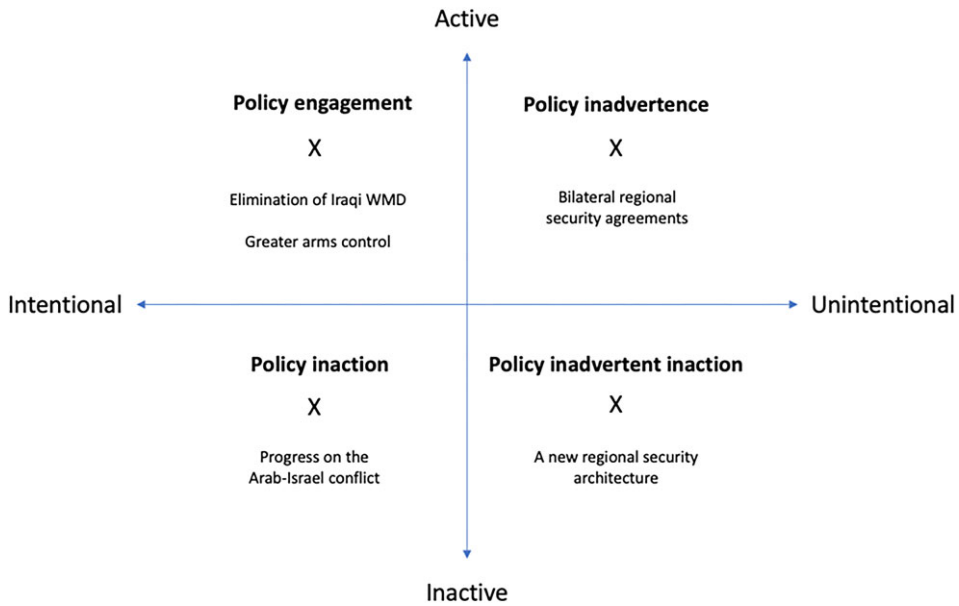 Active
Policy engagement
X
Elimination of Iraqi WMD
Greater arms control
Policy inadvertence
X
Bilateral regional
security agreements
Intentional
Unintentional
Policy inaction
X
Progress on the
Arab-Israel conflict
Policy inadvertent inaction
X
A new regional security
architecture
Inactive